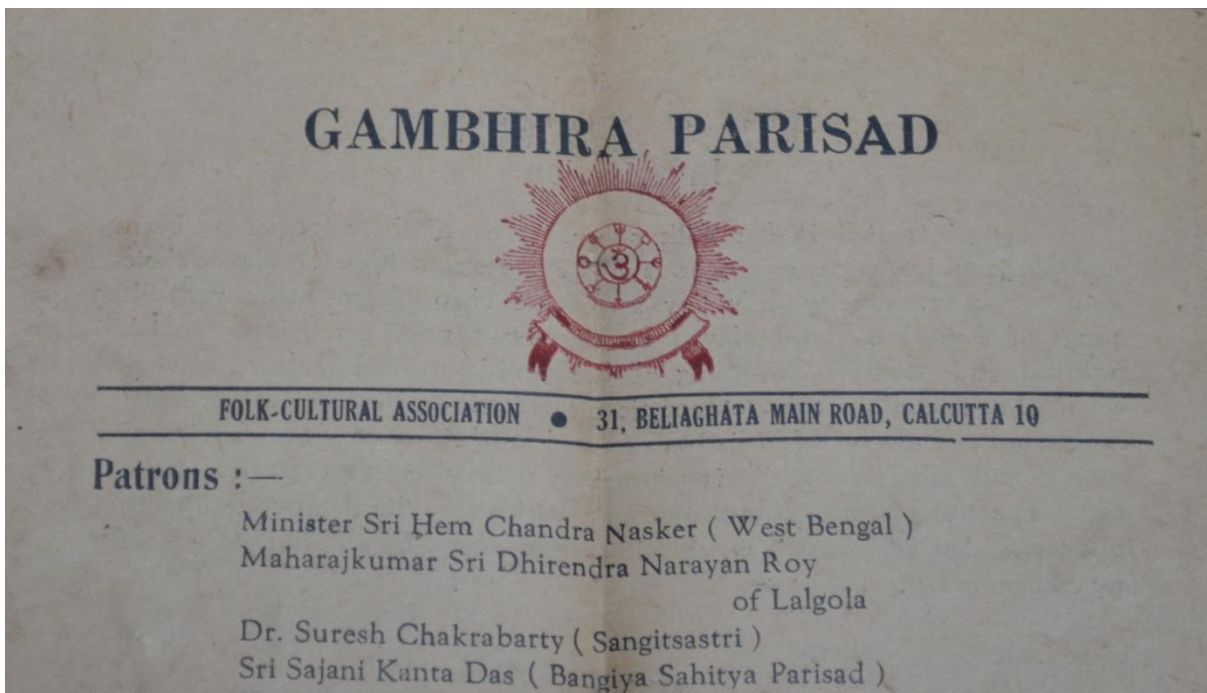 GAMBHIRA PARISAD
ॐ
FOLK-CULTURAL ASSOCIATION ● 31, BELIAGHATA MAIN ROAD, CALCUTTA 10
Patrons :—
Minister Sri Hem Chandra Nasker ( West Bengal )
Maharajkumar Sri Dhirendra Narayan Roy
of Lalgola
Dr. Suresh Chakrabarty ( Sangitsastri )
Sri Sajani Kanta Das ( Bangiya Sahitya Parisad )